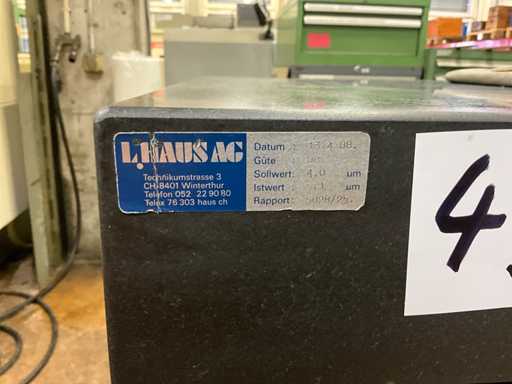 L.HAUS AG
Technikumstrasse 3
CH-8401 Winterthur
Telefon 052 22 90 80
Telex 76 303 haus ch
Datum :
Güte :
Sollwert: 4.0 um
Istwert : um
Rapport:
4